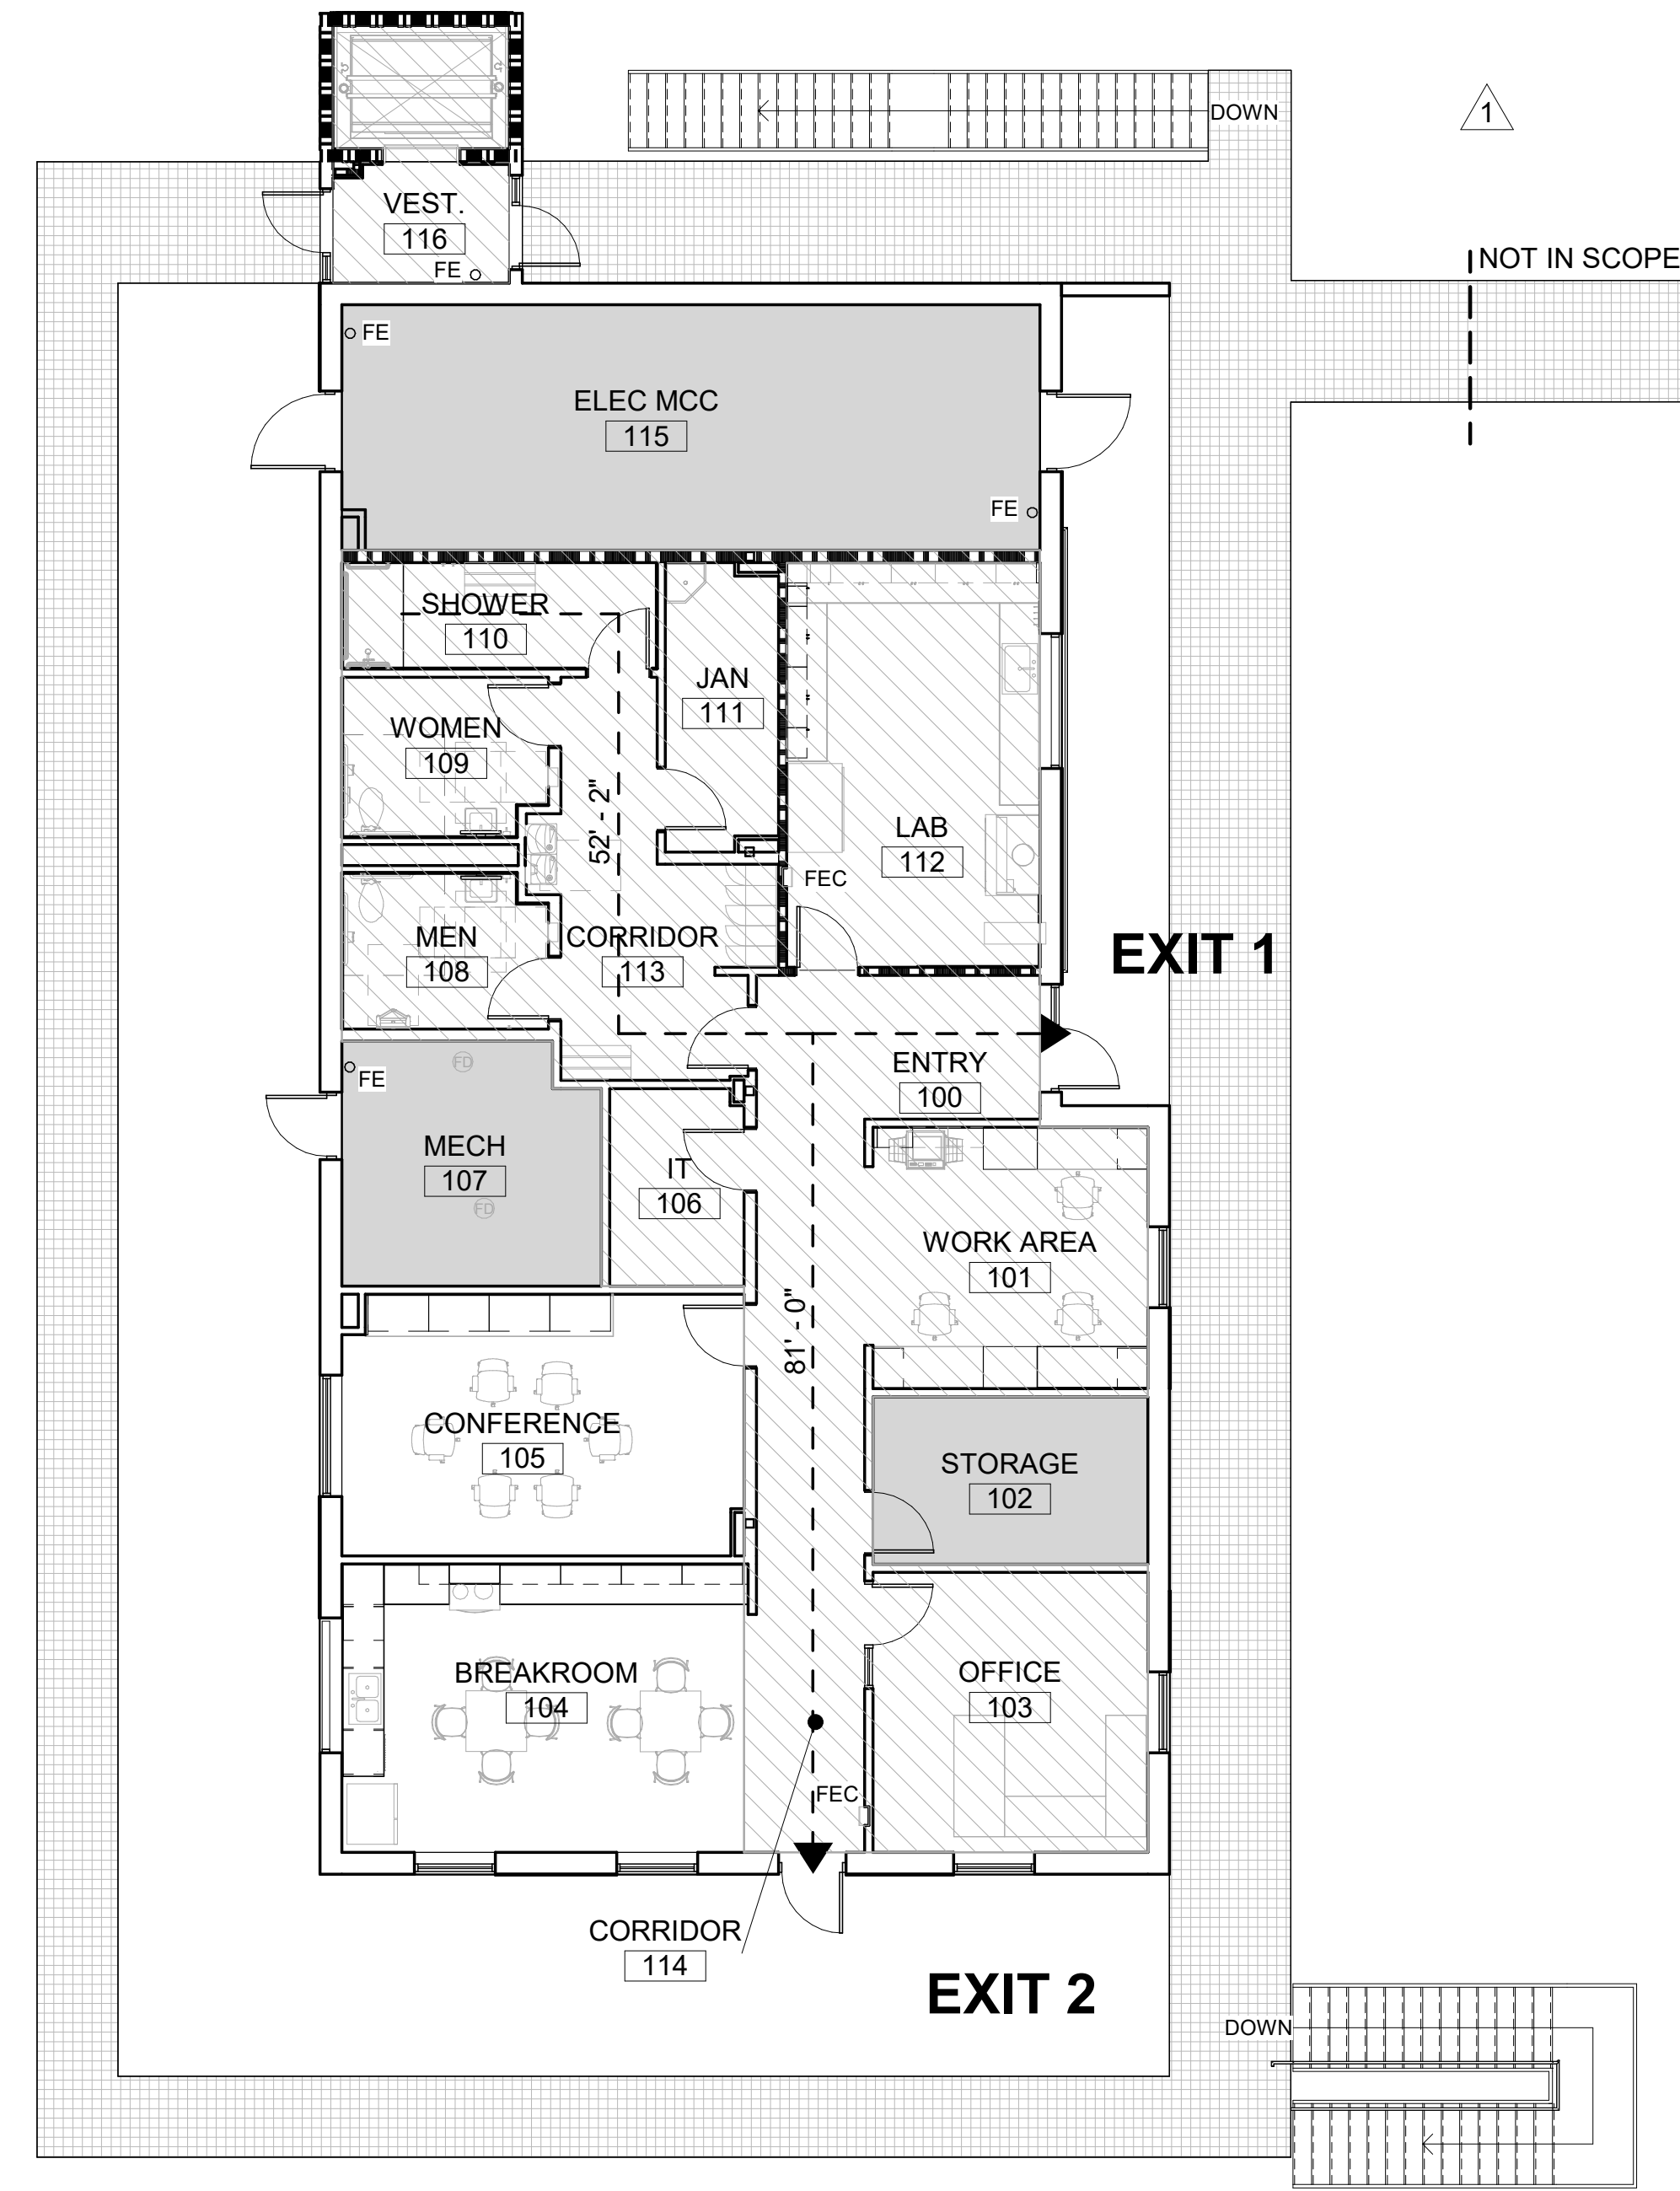 DOWN
1
VEST.
116
FE
NOT IN SCOPE
FE
ELEC MCC
115
FE
SHOWER
110
JAN
111
WOMEN
109
52' - 2"
LAB
112
FEC
MEN
108
CORRIDOR
113
EXIT 1
ENTRY
100
FD
FE
MECH
107
FD
IT
106
WORK AREA
101
81' - 0"
CONFERENCE
105
STORAGE
102
BREAKROOM
104
OFFICE
103
FEC
CORRIDOR
114
EXIT 2
DOWN